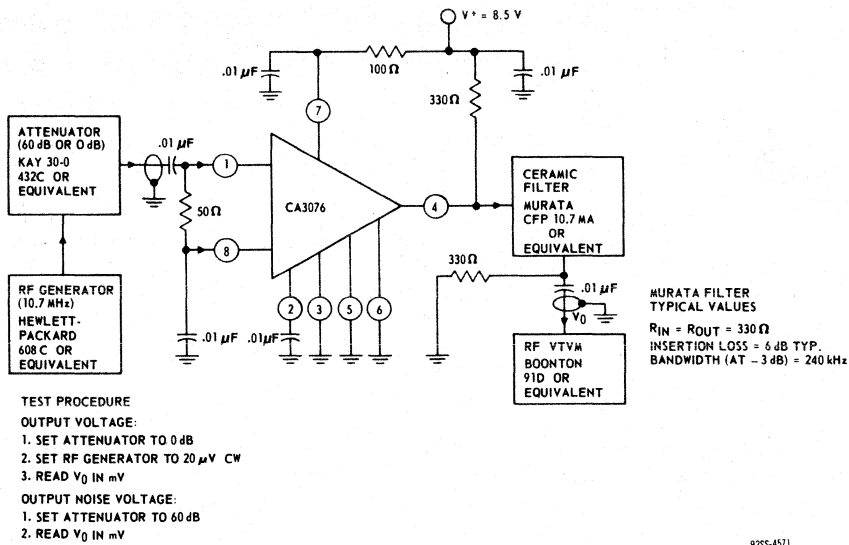 V+ = 8.5 V
.01 µF
100Ω
.01 µF
330Ω
7
ATTENUATOR
(60 dB OR 0 dB)
KAY 30-0
432C OR
EQUIVALENT
.01 µF
1
50Ω
CA3076
4
CERAMIC
FILTER
MURATA
CFP 10.7 MA
OR
EQUIVALENT
8
330Ω
RF GENERATOR
(10.7 MHz)
HEWLETT-
PACKARD
608 C OR
EQUIVALENT
2
3
5
6
.01 µF
.01 µF
.01 µF
V0
RF VTVM
BOONTON
91D OR
EQUIVALENT
MURATA FILTER
TYPICAL VALUES
RIN = ROUT = 330 Ω
INSERTION LOSS = 6 dB TYP.
BANDWIDTH (AT – 3 dB) = 240 kHz
TEST PROCEDURE
OUTPUT VOLTAGE:
1. SET ATTENUATOR TO 0 dB
2. SET RF GENERATOR TO 20 µV CW
3. READ V0 IN mV
OUTPUT NOISE VOLTAGE:
1. SET ATTENUATOR TO 60 dB
2. READ V0 IN mV
92SS-4571